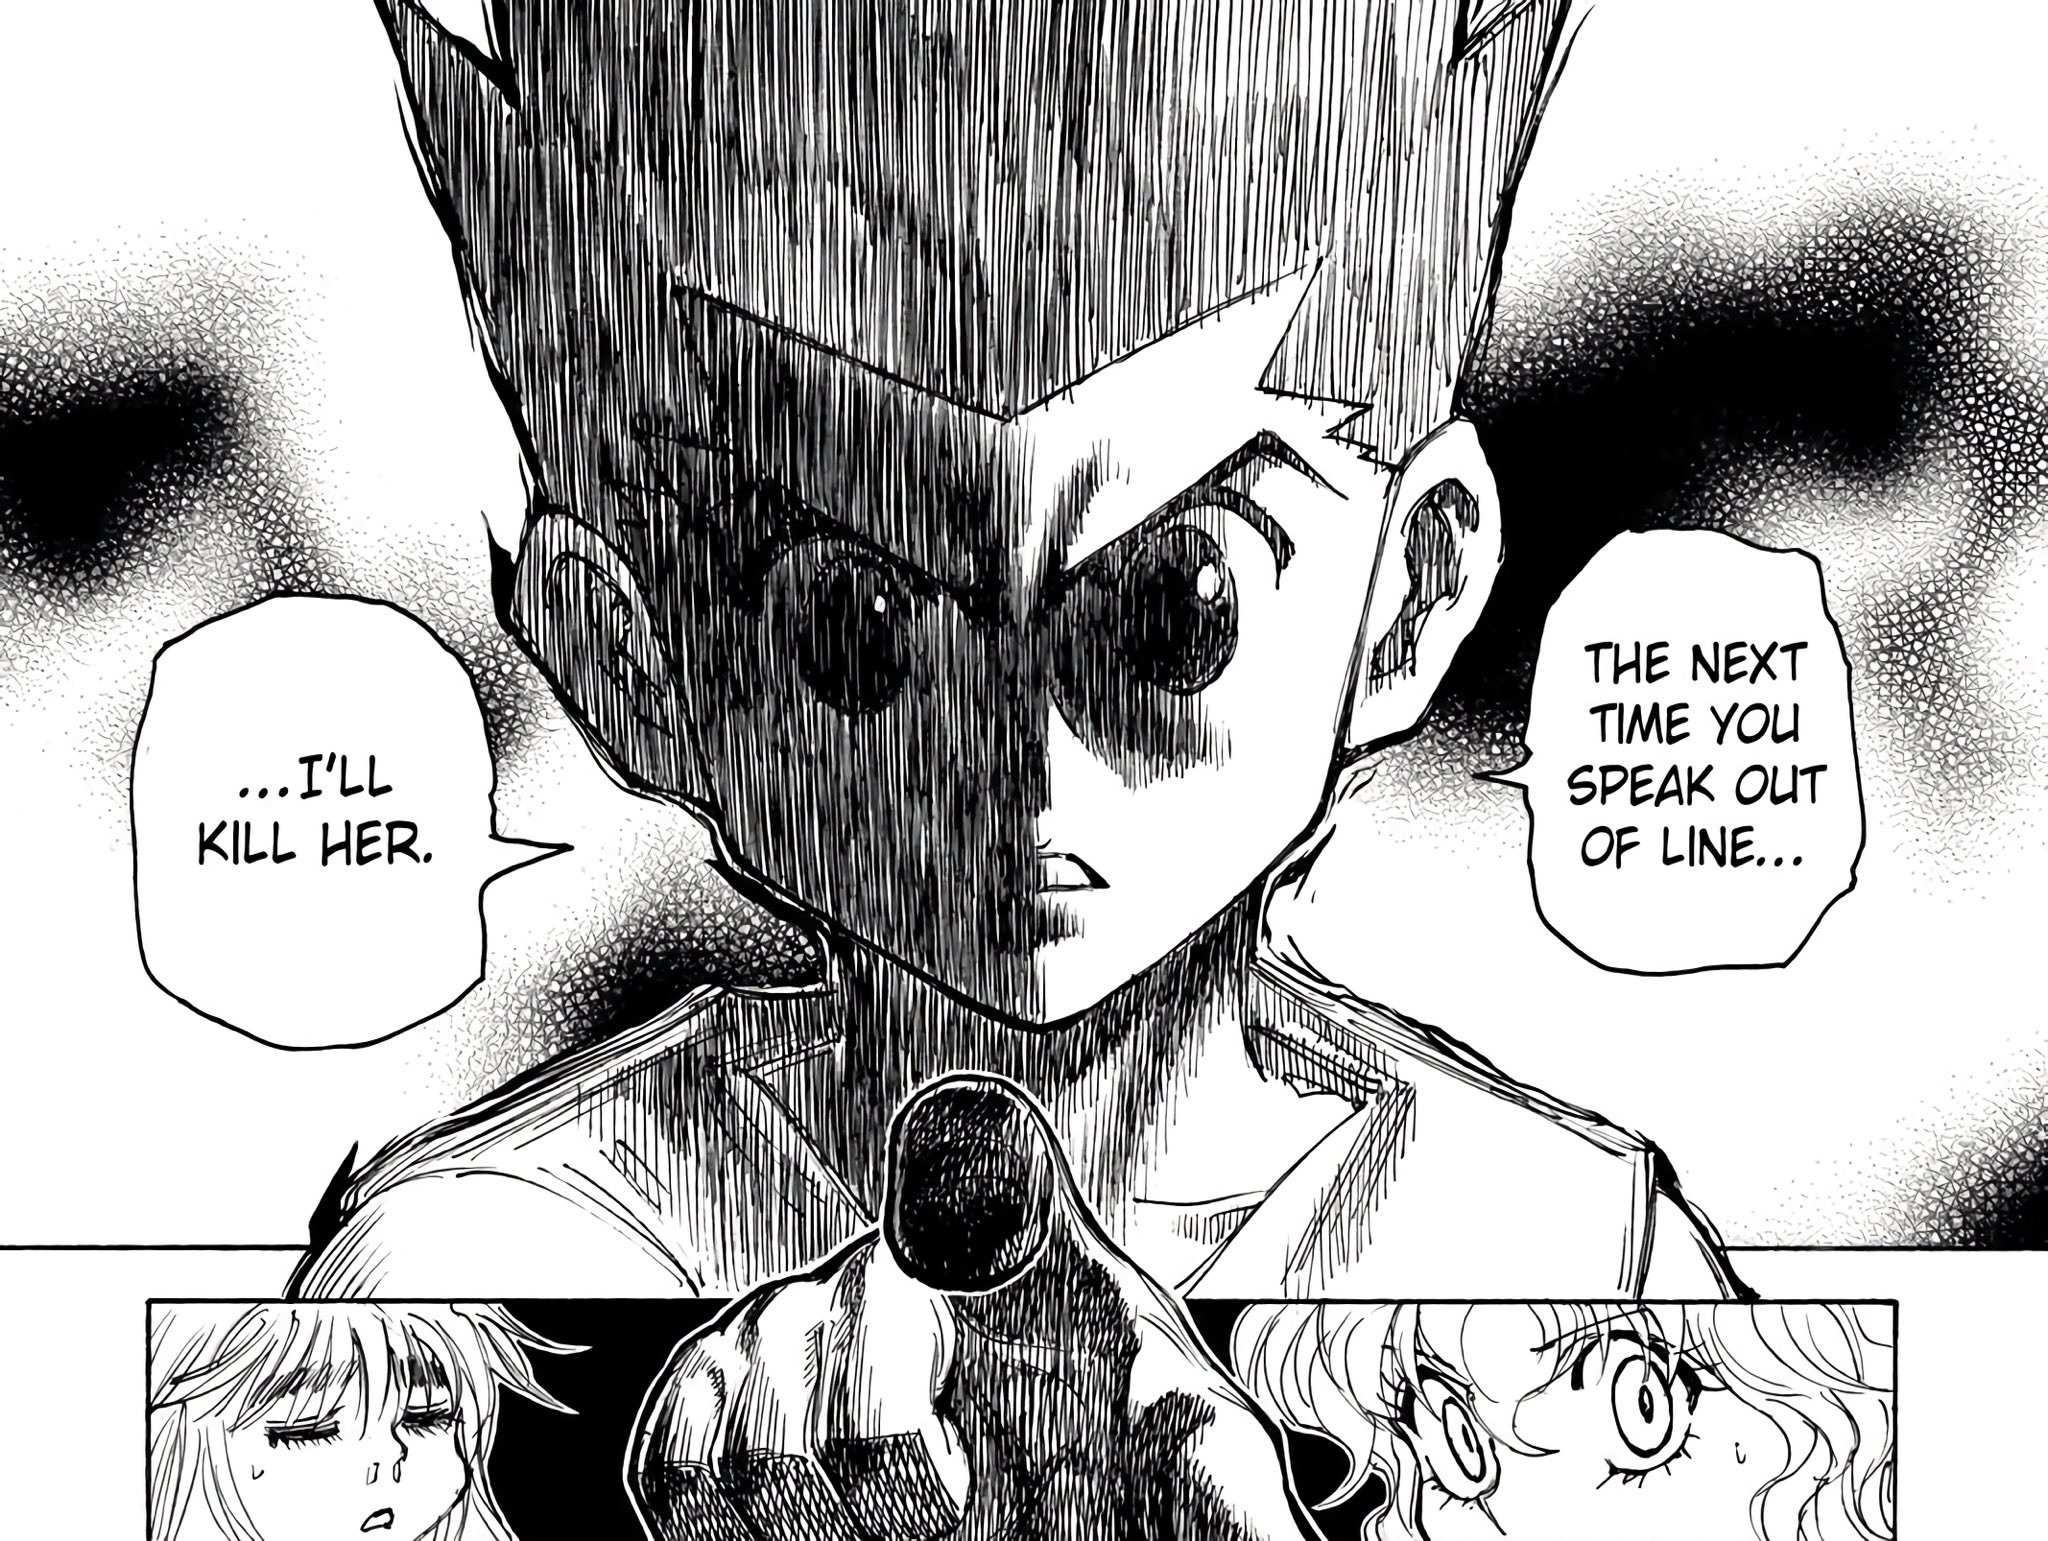 THE NEXT
TIME YOU
SPEAK OUT
OF LINE...
...I'LL
KILL HER.